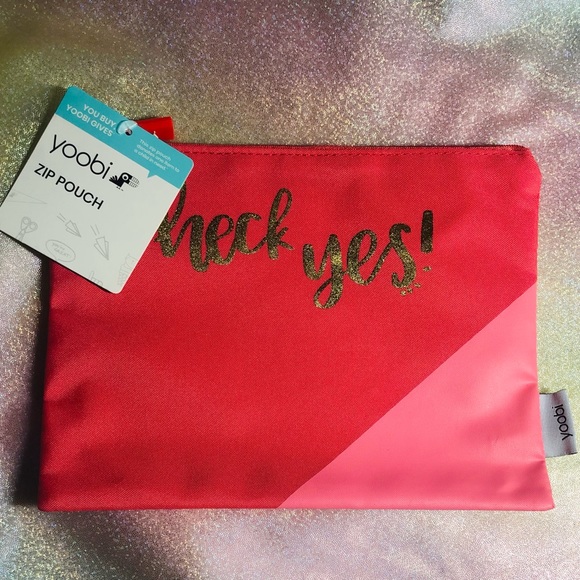 YOU BUY,
YOOBI GIVES
yoobi
ZIP POUCH
heck yes!
yoobi